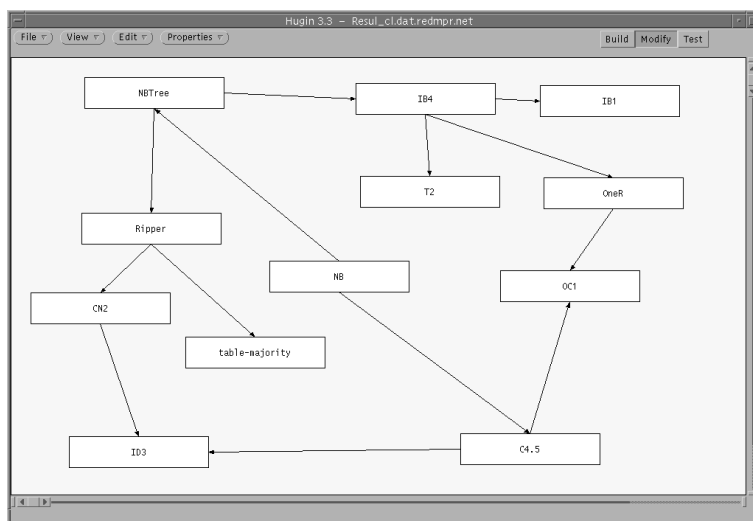 Hugin 3.3 – Resul_cl.dat.redmpr.net
File View Edit Properties Build Modify Test
NBTree
IB4
IB1
T2
OneR
Ripper
NB
OC1
CN2
table-majority
ID3
C4.5